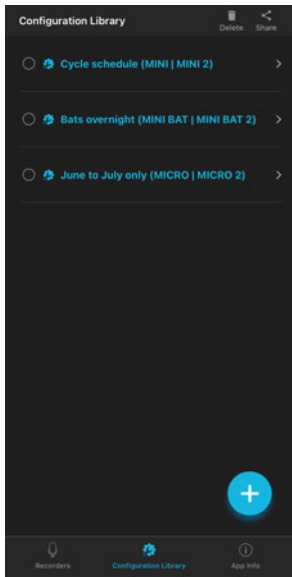 Configuration Library
Delete
Share
Cycle schedule (MINI | MINI 2)
Bats overnight (MINI BAT | MINI BAT 2)
June to July only (MICRO | MICRO 2)
Recorders
Configuration Library
App Info